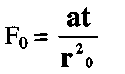 F₀ = at / r²₀